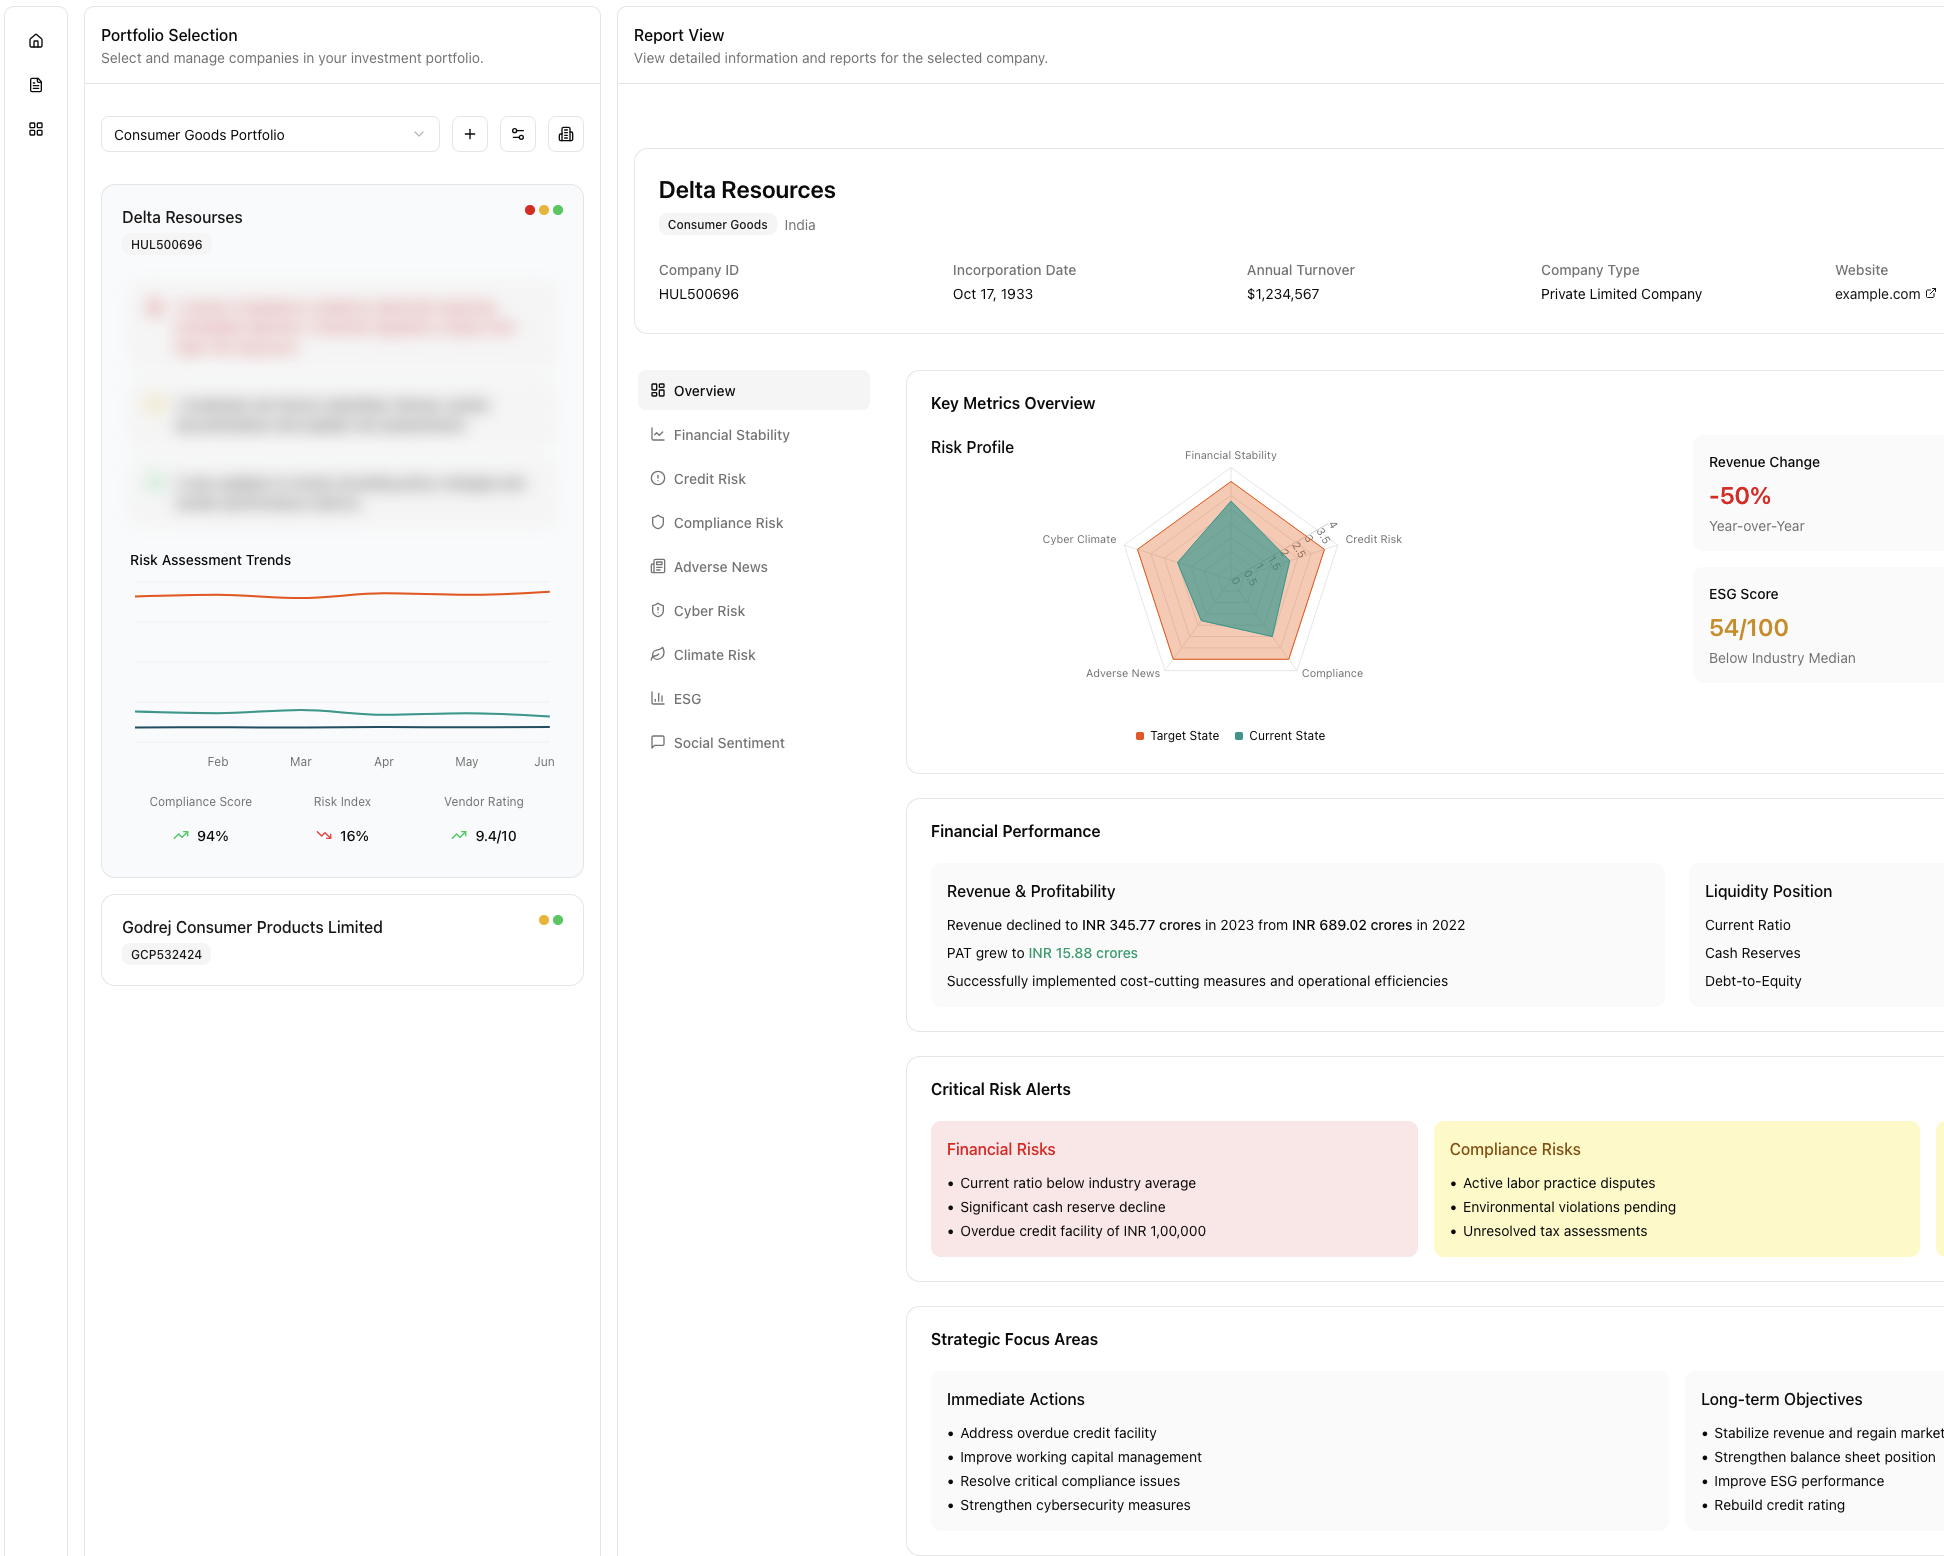 Portfolio Selection
Select and manage companies in your investment portfolio.
Consumer Goods Portfolio
Delta Resourses
HUL500696
Risk Assessment Trends
Feb Mar Apr May Jun
Compliance Score Risk Index Vendor Rating
94% 16% 9.4/10
Godrej Consumer Products Limited
GCP532424
Report View
View detailed information and reports for the selected company.
Delta Resources
Consumer Goods India
Company ID Incorporation Date Annual Turnover Company Type Website
HUL500696 Oct 17, 1933 $1,234,567 Private Limited Company example.com
Overview
Financial Stability
Credit Risk
Compliance Risk
Adverse News
Cyber Risk
Climate Risk
ESG
Social Sentiment
Key Metrics Overview
Risk Profile
Financial Stability
Credit Risk
Compliance
Adverse News
Cyber Climate
0 0.5 1 1.5 2 2.5 3 3.5 4
Target State Current State
Revenue Change
-50%
Year-over-Year
ESG Score
54/100
Below Industry Median
Financial Performance
Revenue & Profitability
Revenue declined to INR 345.77 crores in 2023 from INR 689.02 crores in 2022
PAT grew to INR 15.88 crores
Successfully implemented cost-cutting measures and operational efficiencies
Liquidity Position
Current Ratio
Cash Reserves
Debt-to-Equity
Critical Risk Alerts
Financial Risks
• Current ratio below industry average
• Significant cash reserve decline
• Overdue credit facility of INR 1,00,000
Compliance Risks
• Active labor practice disputes
• Environmental violations pending
• Unresolved tax assessments
Strategic Focus Areas
Immediate Actions
• Address overdue credit facility
• Improve working capital management
• Resolve critical compliance issues
• Strengthen cybersecurity measures
Long-term Objectives
• Stabilize revenue and regain market
• Strengthen balance sheet position
• Improve ESG performance
• Rebuild credit rating